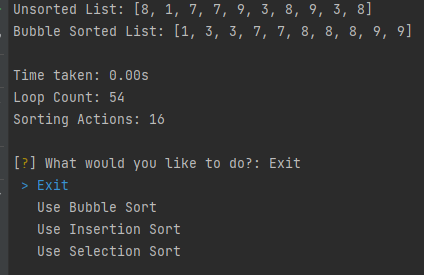 Unsorted List: [8, 1, 7, 7, 9, 3, 8, 9, 3, 8]
Bubble Sorted List: [1, 3, 3, 7, 7, 8, 8, 8, 9, 9]
Time taken: 0.00s
Loop Count: 54
Sorting Actions: 16
[?] What would you like to do?: Exit
> Exit
Use Bubble Sort
Use Insertion Sort
Use Selection Sort